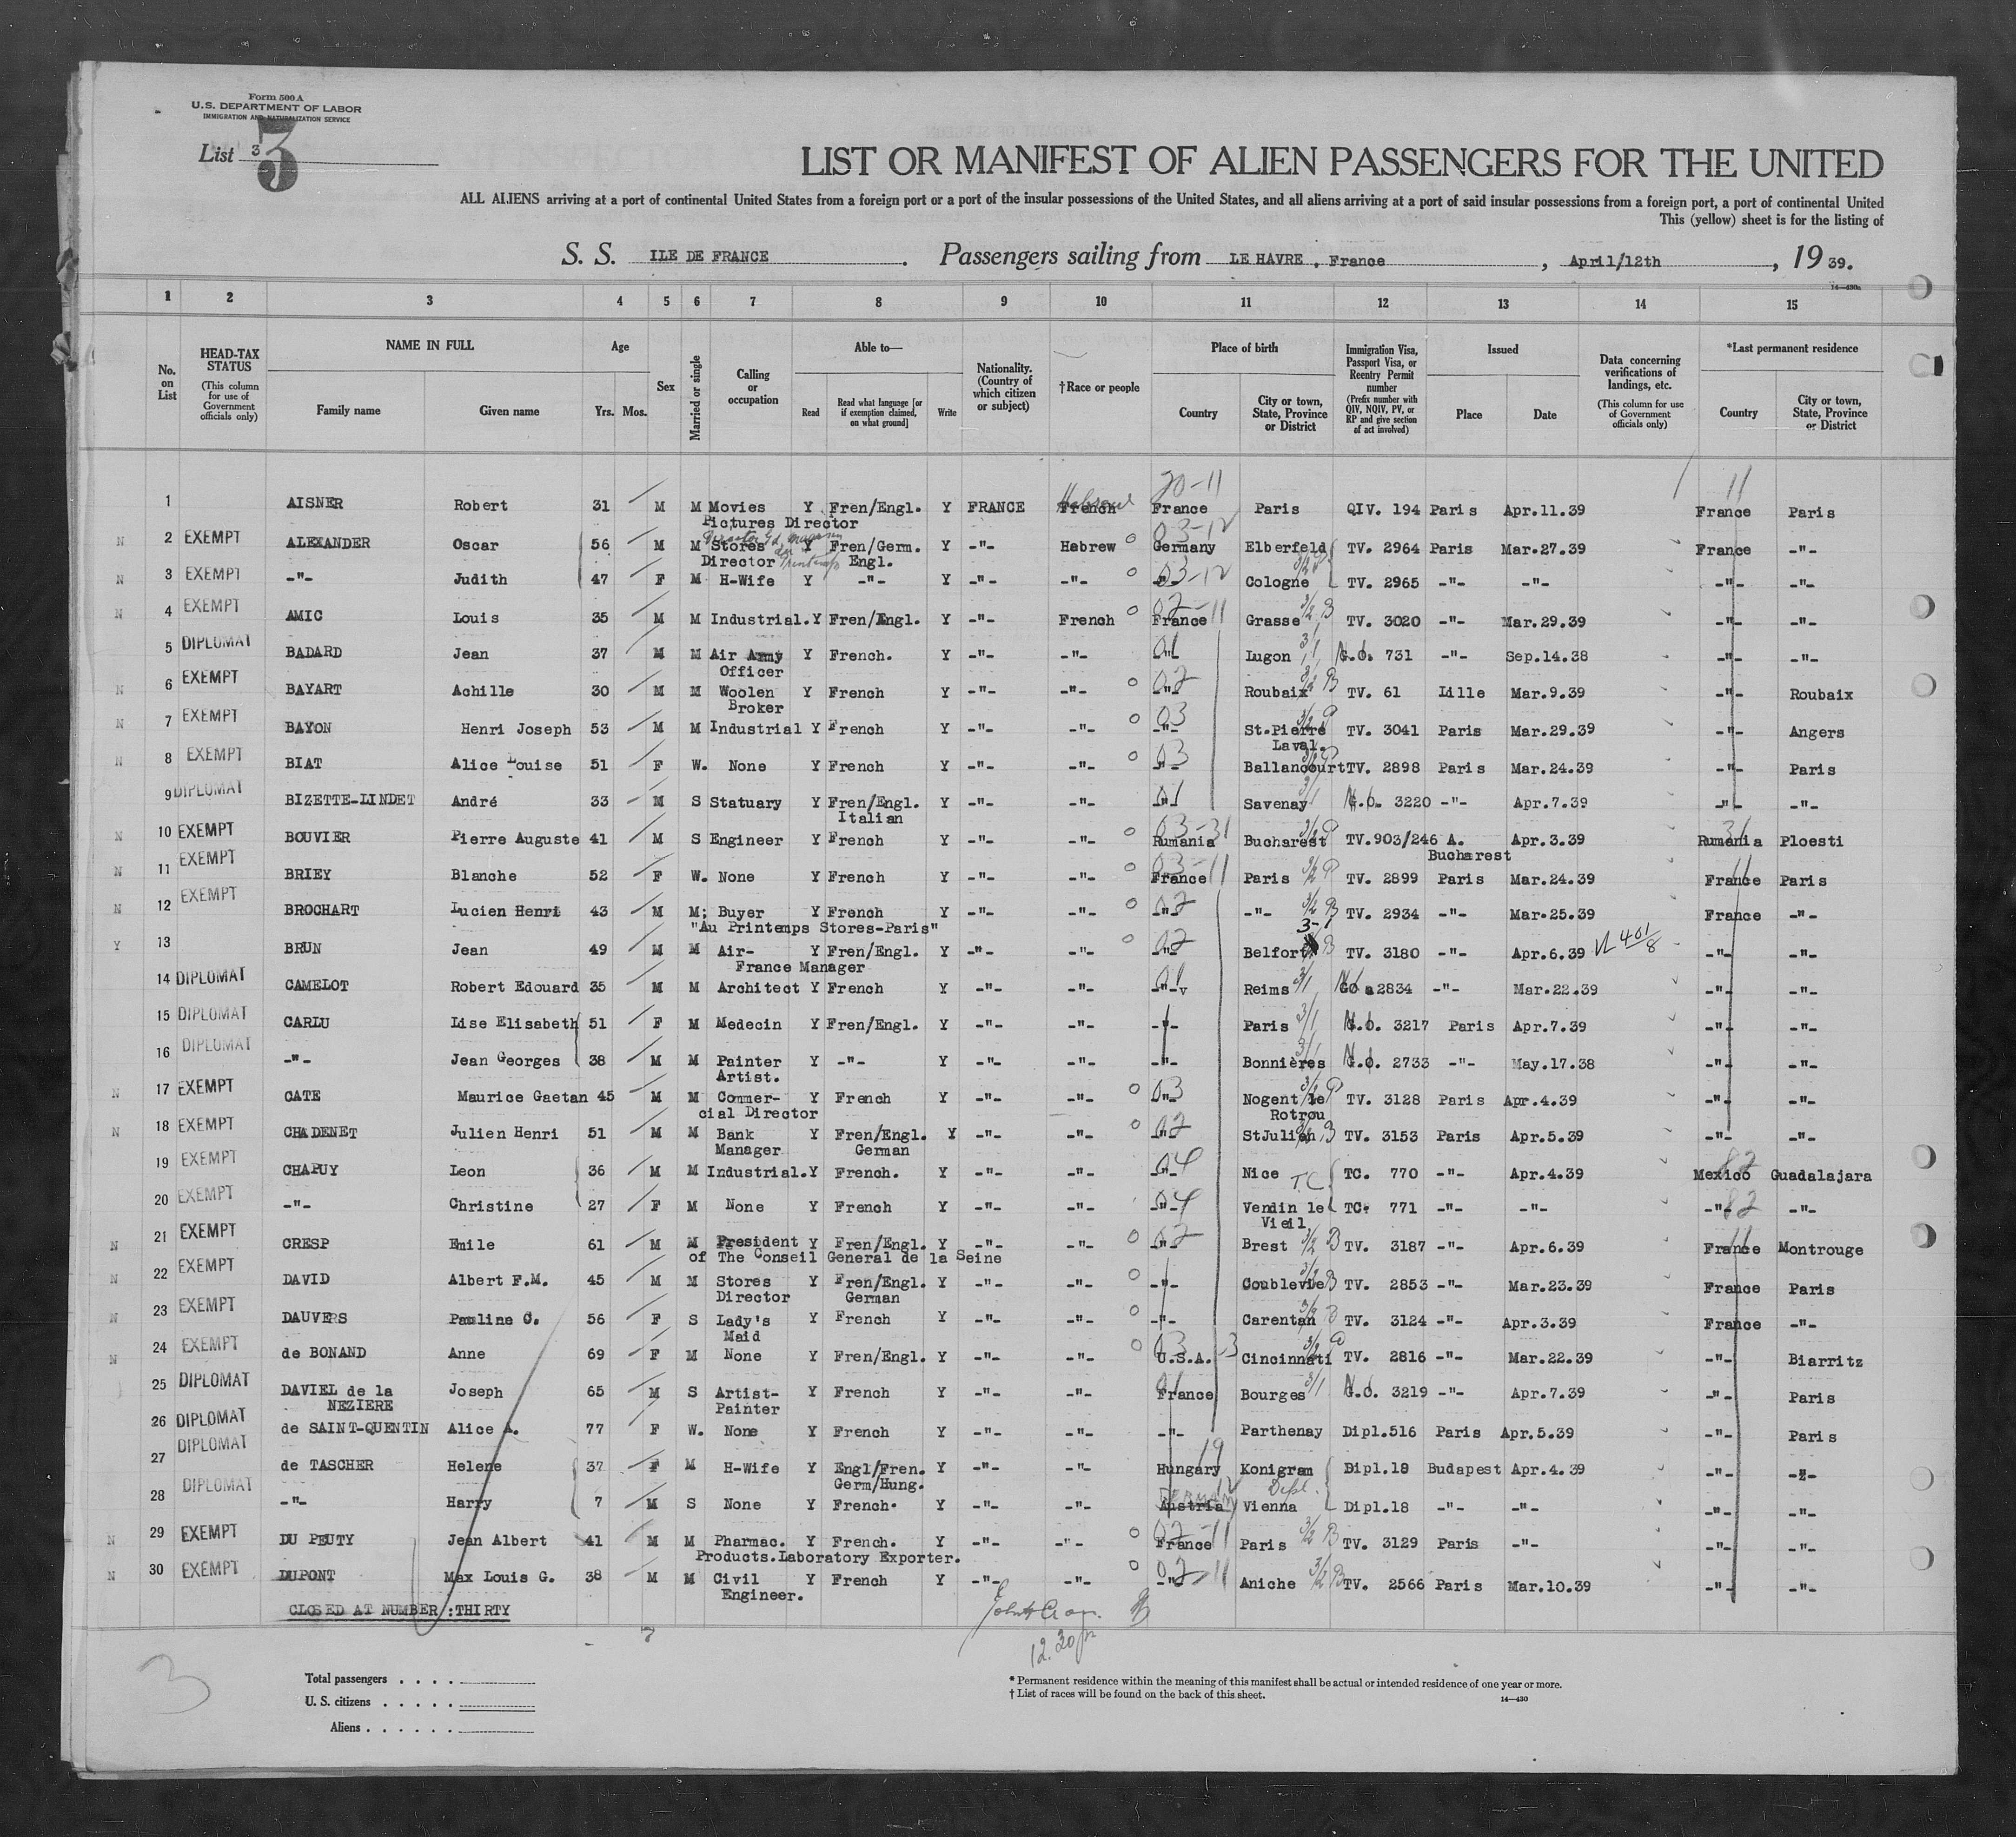 Form 500 A
U.S. DEPARTMENT OF LABOR
IMMIGRATION AND NATURALIZATION SERVICE
List 3 3
LIST OR MANIFEST OF ALIEN PASSENGERS FOR THE UNITED
ALL ALIENS arriving at a port of continental United States from a foreign port or a port of the insular possessions of the United States, and all aliens arriving at a port of said insular possessions from a foreign port, a port of continental United
This (yellow) sheet is for the listing of
S. S. ILE DE FRANCE . Passengers sailing from LE HAVRE , France , April/12th , 19 39.
14—430a
1 2 3 4 5 6 7 8 9 10 11 12 13 14 15
No. on List
HEAD-TAX STATUS (This column for use of Government officials only)
NAME IN FULL Family name Given name
Age Yrs. Mos.
Sex
Married or single
Calling or occupation
Able to— Read Read what language [or if exemption claimed, on what ground] Write
Nationality. (Country of which citizen or subject)
†Race or people
Place of birth Country City or town, State, Province or District
Immigration Visa, Passport Visa, or Reentry Permit number (Prefix number with QIV, NQIV, PV, or RP and give section of act involved)
Issued Place Date
Data concerning verifications of landings, etc. (This column for use of Government officials only)
*Last permanent residence Country City or town, State, Province or District
20-11 11
1 AISNER Robert 31 M M Movies Y Fren/Engl. Y FRANCE French France Paris QIV. 194 Paris Apr.11.39 France Paris
Pictures Director
N 2 EXEMPT ALEXANDER Oscar 56 M M Stores Y Fren/Germ. Y -"- Hebrew Germany Elberfeld TV. 2964 Paris Mar.27.39 France -"-
Director Engl.
N 3 EXEMPT -"- Judith 47 F M H-Wife Y -"- Y -"- -"- -"- 03-12 Cologne TV. 2965 -"- -"- -"- -"-
N 4 EXEMPT AMIC Louis 35 M M Industrial. Y Fren/Engl. Y -"- French France Grasse TV. 3020 -"- Mar.29.39 -"- -"-
5 DIPLOMAT BADARD Jean 37 M M Air Army Y French. Y -"- -"- -"- Lugon G.O. 731 -"- Sep.14.38 -"- -"-
Officer
N 6 EXEMPT BAYART Achille 30 M M Woolen Y French Y -"- -"- -"- Roubaix TV. 61 Lille Mar.9.39 -"- Roubaix
Broker
N 7 EXEMPT BAYON Henri Joseph 53 M M Industrial Y French Y -"- -"- -"- St.Pierre TV. 3041 Paris Mar.29.39 -"- Angers
Laval.
N 8 EXEMPT BIAT Alice Louise 51 F W. None Y French Y -"- -"- -"- Ballancourt TV. 2898 Paris Mar.24.39 -"- Paris
9 DIPLOMAT BIZETTE-LINDET André 33 M S Statuary Y Fren/Engl. Y -"- -"- Savenay G.O. 3220 -"- Apr.7.39 -"- -"-
Italian
N 10 EXEMPT BOUVIER Pierre Auguste 41 M S Engineer Y French Y -"- -"- Rumania Bucharest TV.903/246 A. Apr.3.39 Rumania Ploesti
Bucharest
N 11 EXEMPT BRIEY Blanche 52 F W. None Y French Y -"- -"- France Paris TV. 2899 Paris Mar.24.39 France Paris
N 12 EXEMPT BROCHART Lucien Henri 43 M M; Buyer Y French Y -"- -"- -"- -"- TV. 2934 -"- Mar.25.39 France -"-
"Au Printemps Stores-Paris"
Y 13 BRUN Jean 49 M M Air- Y Fren/Engl. Y -"- -"- -"- Belfort TV. 3180 -"- Apr.6.39 -"- -"-
France Manager
14 DIPLOMAT CAMELOT Robert Edouard 35 M M Architect Y French Y -"- -"- -"- Reims GO 2834 -"- Mar.22.39 -"- -"-
15 DIPLOMAT CARLU Lise Elisabeth 51 F M Medecin Y Fren/Engl. Y -"- -"- -"- Paris G.O. 3217 Paris Apr.7.39 -"- -"-
16 DIPLOMAT -"- Jean Georges 38 M M Painter Y -"- Y -"- -"- -"- Bonnières G.O. 2733 -"- May.17.38 -"- -"-
Artist.
N 17 EXEMPT CATE Maurice Gaetan 45 M M Commer- Y French Y -"- -"- -"- Nogent le TV. 3128 Paris Apr.4.39 -"- -"-
cial Director Rotrou
N 18 EXEMPT CHADENET Julien Henri 51 M M Bank Y Fren/Engl. Y -"- -"- -"- StJulien TV. 3153 Paris Apr.5.39 -"- -"-
Manager German
19 EXEMPT CHAPUY Leon 36 M M Industrial. Y French. Y -"- -"- -"- Nice TC TC. 770 -"- Apr.4.39 Mexico Guadalajara
20 EXEMPT -"- Christine 27 F M None Y French Y -"- -"- -"- Vendin le TC. 771 -"- -"- -"- -"-
Vieil
N 21 EXEMPT CRESP Emile 61 M M President Y Fren/Engl. Y -"- -"- -"- Brest TV. 3187 -"- Apr.6.39 France Montrouge
of The Conseil General de la Seine
N 22 EXEMPT DAVID Albert F.M. 45 M M Stores Y Fren/Engl. Y -"- -"- -"- Coublevie TV. 2853 -"- Mar.23.39 France Paris
Director German
N 23 EXEMPT DAUVERS Pauline C. 56 F S Lady's Y French Y -"- -"- -"- Carentan TV. 3124 -"- Apr.3.39 France -"-
Maid
N 24 EXEMPT de BONAND Anne 69 F M None Y Fren/Engl. Y -"- -"- U.S.A. Cincinnati TV. 2816 -"- Mar.22.39 -"- Biarritz
25 DIPLOMAT DAVIEL de la Joseph 65 M S Artist- Y French Y -"- -"- France Bourges G.O. 3219 -"- Apr.7.39 -"- Paris
NEZIERE Painter
26 DIPLOMAT de SAINT-QUENTIN Alice A. 77 F W. None Y French Y -"- -"- -"- Parthenay Dipl.516 Paris Apr.5.39 -"- Paris
27 DIPLOMAT de TASCHER Helene 37 F M H-Wife Y Engl/Fren. Y -"- -"- Hungary Konigram Dipl.18 Budapest Apr.4.39 -"- -"-
Germ/Hung. Dipl.
28 DIPLOMAT -"- Harry 7 M S None Y French. Y -"- -"- Austria Vienna Dipl.18 -"- -"- -"- -"-
N 29 EXEMPT DU PEUTY Jean Albert 41 M M Pharmac. Y French. Y -"- -"- France Paris TV. 3129 Paris -"- -"- -"-
Products.Laboratory Exporter.
N 30 EXEMPT DUPONT Max Louis G. 38 M M Civil Y French Y -"- -"- -"- Aniche TV. 2566 Paris Mar.10.39 -"- -"-
Engineer.
CLOSED AT NUMBER :THIRTY
12.30 pm
3
Total passengers . . . .
U. S. citizens . . . . .
Aliens . . . . . .
* Permanent residence within the meaning of this manifest shall be actual or intended residence of one year or more.
† List of races will be found on the back of this sheet.
14—430